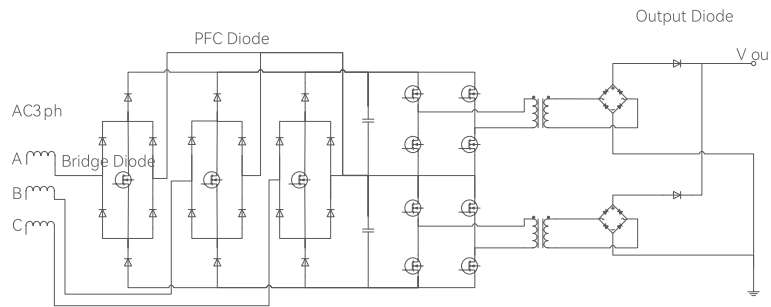 Output Diode
PFC Diode
V ou
AC3 ph
A
Bridge Diode
B
C